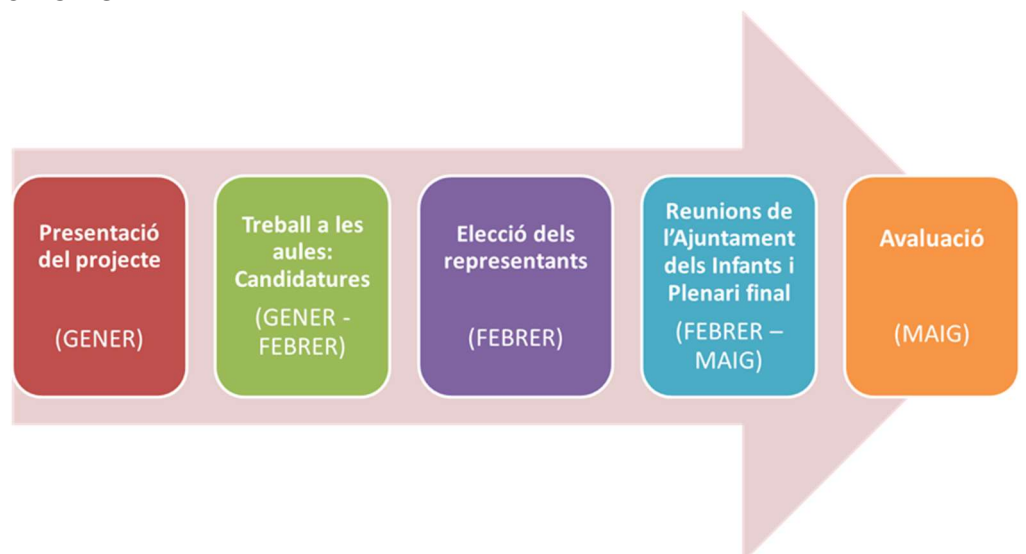 Presentació
del projecte
(GENER)
Treball a les
aules:
Candidatures
(GENER -
FEBRER)
Elecció dels
representants
(FEBRER)
Reunions de
l'Ajuntament
dels Infants i
Plenari final
(FEBRER –
MAIG)
Avaluació
(MAIG)